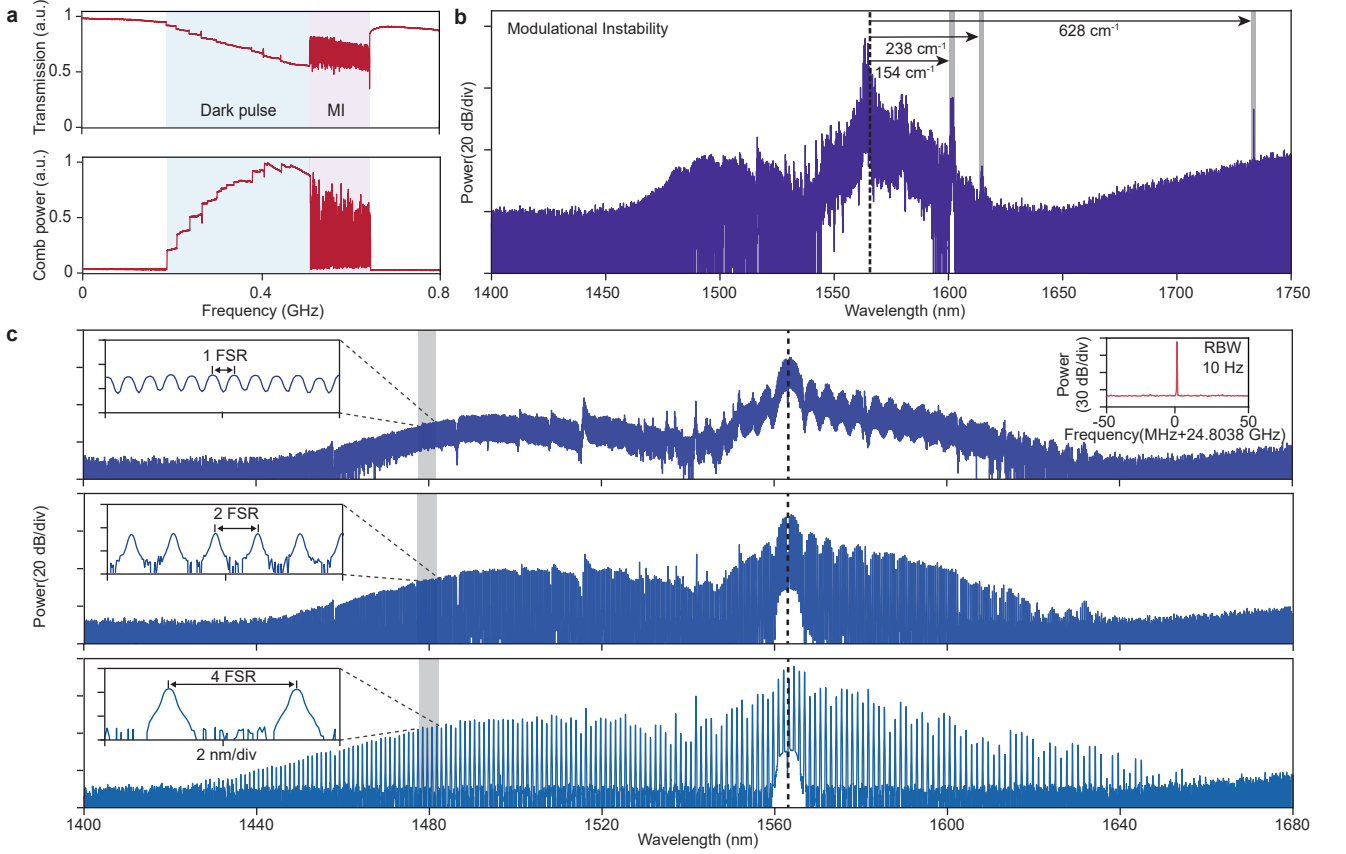 a
Transmission (a.u.)
1
0.5
0
Dark pulse
MI
Comb power (a.u.)
1
0.5
0
0
0.4
0.8
Frequency (GHz)
b
Power(20 dB/div)
Modulational Instability
628 cm⁻¹
238 cm⁻¹
154 cm⁻¹
1400
1450
1500
1550
1600
1650
1700
1750
Wavelength (nm)
c
1 FSR
Power
(30 dB/div)
RBW
10 Hz
-50
0
50
Frequency(MHz+24.8038 GHz)
Power(20 dB/div)
2 FSR
4 FSR
2 nm/div
1400
1440
1480
1520
1560
1600
1640
1680
Wavelength (nm)